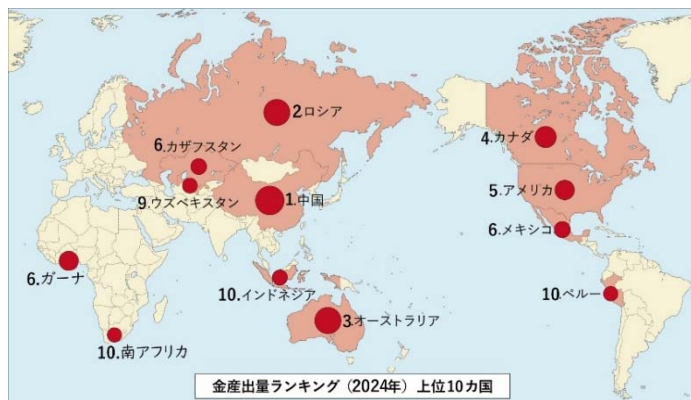 2.ロシア
6.カザフスタン
4.カナダ
9.ウズベキスタン
1.中国
5.アメリカ
6.メキシコ
6.ガーナ
10.インドネシア
10.ペルー
3.オーストラリア
10.南アフリカ
金産出量ランキング（2024年）上位10カ国